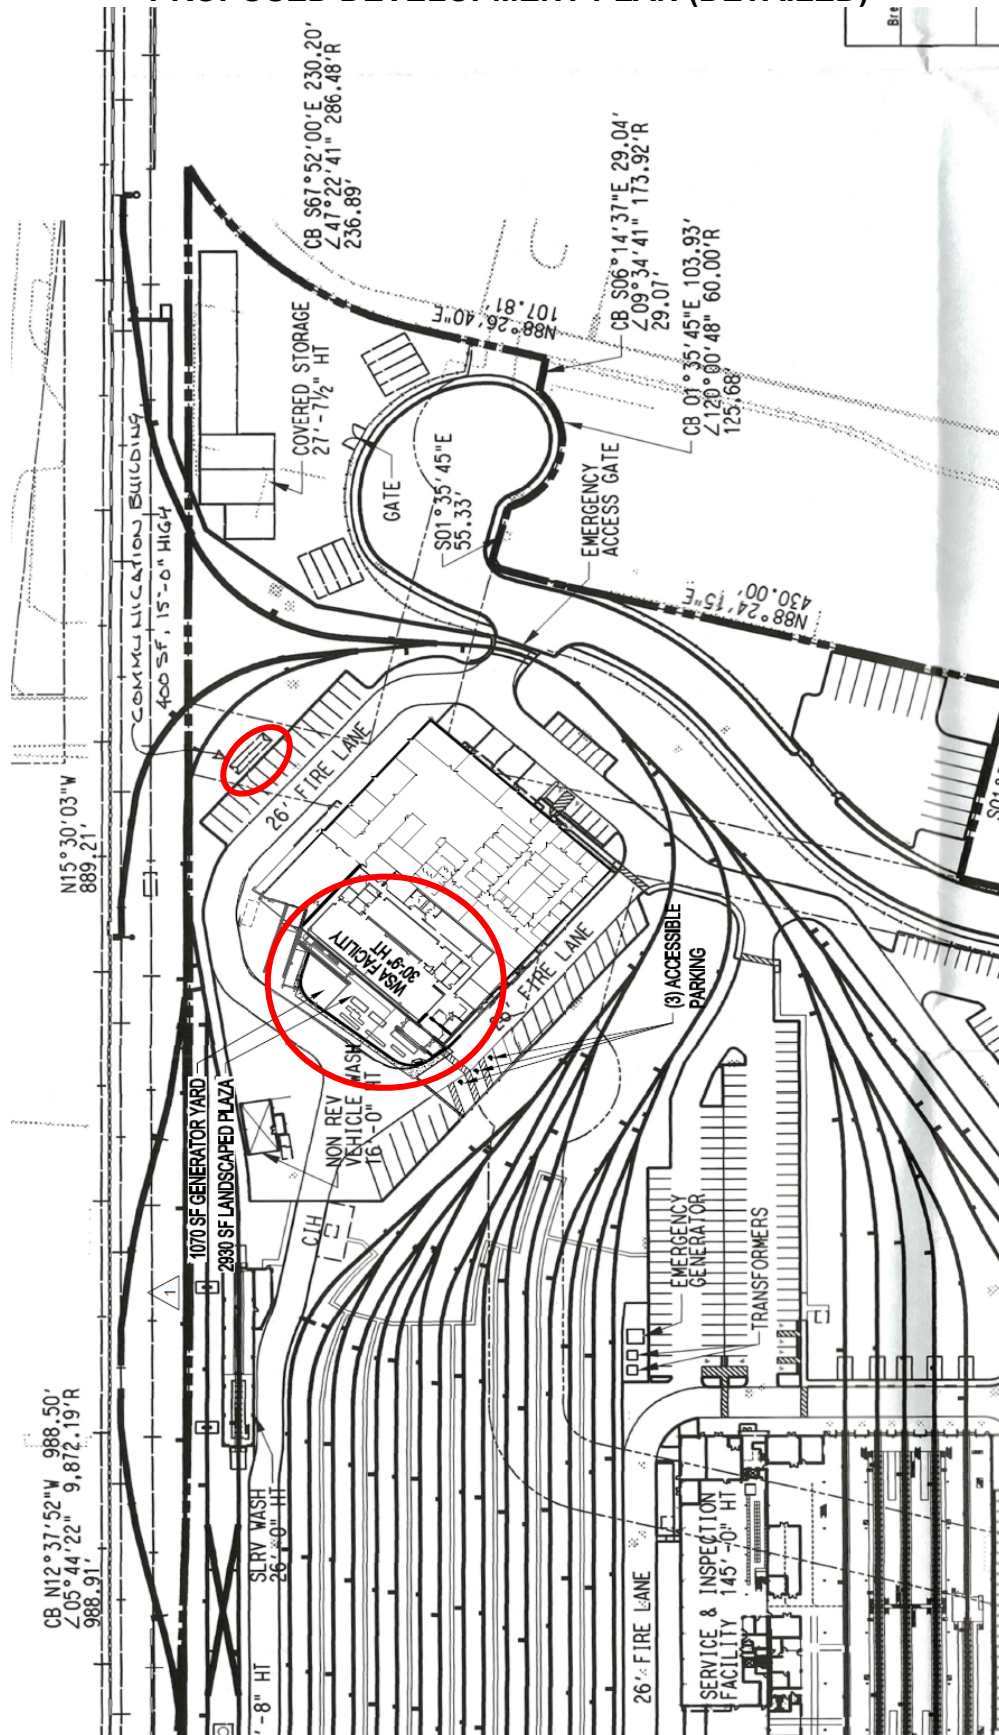 PROPOSED DEVELOPMENT PLAN (DETAILED)
Bre
CB S67°52'00"E 230.20'
∠47°22'41" 286.48'R
236.89'
CB S06°14'37"E 29.04'
∠09°34'41" 173.92'R
29.07'
N88°26'40"E
107.81'
COVERED STORAGE
27'-7½" HT
COMMUNICATION BUILDING
400 SF, 15'-0" HIGH
CB 01°35'45"E 103.93'
∠120°00'48" 60.00'R
125.68'
GATE
S01°35'45"E
55.33'
EMERGENCY
ACCESS GATE
N88°24'15"E
430.00'
N15°30'03"W
889.21'
26' FIRE LANE
WSA FACILITY
30'-9" HT
26' FIRE LANE
(3) ACCESSIBLE
PARKING
1070 SF GENERATOR YARD
2930 SF LANDSCAPED PLAZA
NON REV
VEHICLE WASH
16'-0" HT
CIH
1
EMERGENCY
GENERATOR
TRANSFORMERS
CB N12°37'52"W 988.50'
∠05°44'22" 9,872.19'R
988.91'
SLRV WASH
26'-0" HT
'-8" HT
26' FIRE LANE
SERVICE & INSPECTION
FACILITY 145'-0" HT